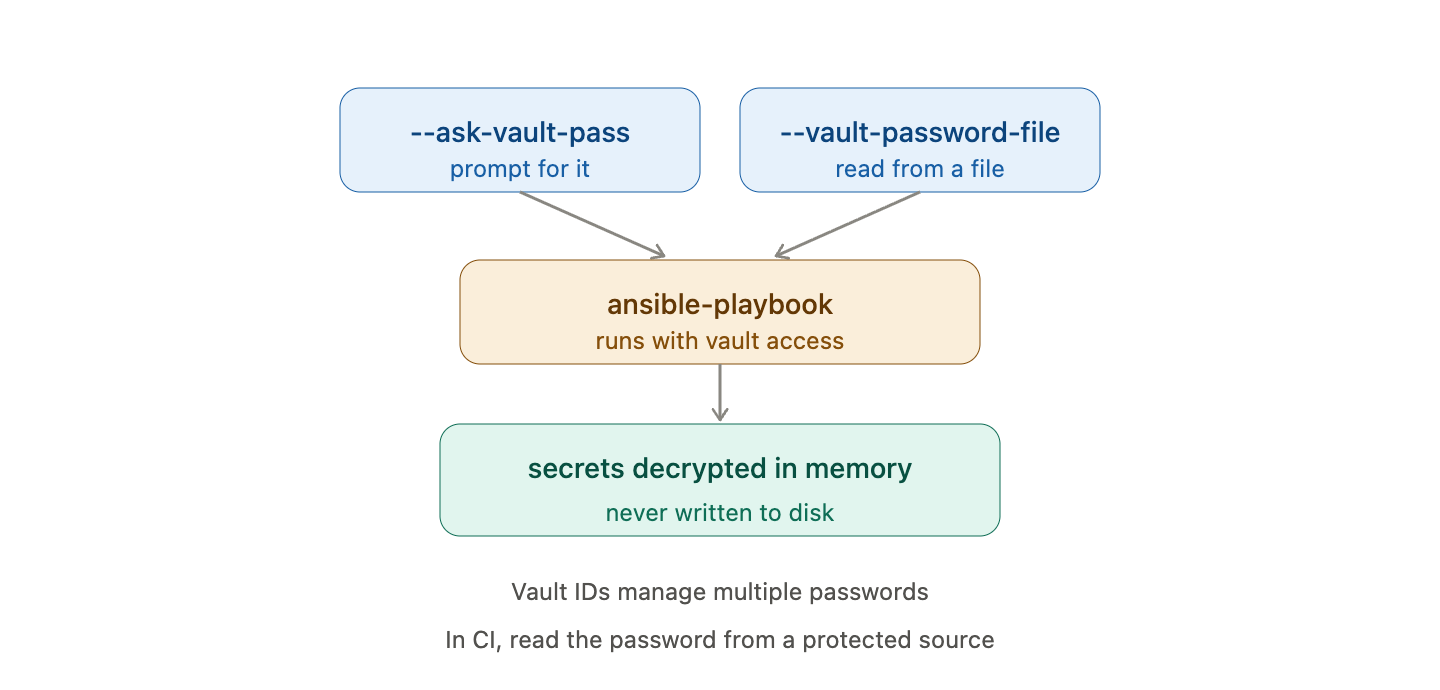 --ask-vault-pass
prompt for it
--vault-password-file
read from a file
ansible-playbook
runs with vault access
secrets decrypted in memory
never written to disk
Vault IDs manage multiple passwords
In CI, read the password from a protected source